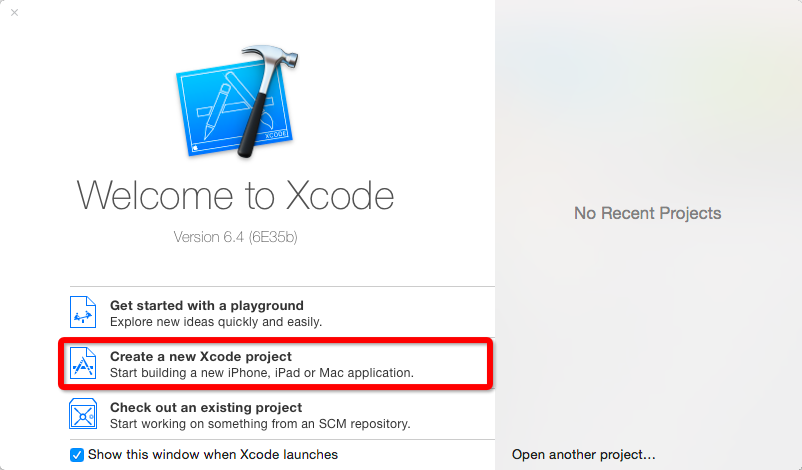 XCODE
Welcome to Xcode
Version 6.4 (6E35b)
Get started with a playground
Explore new ideas quickly and easily.
Create a new Xcode project
Start building a new iPhone, iPad or Mac application.
Check out an existing project
Start working on something from an SCM repository.
Show this window when Xcode launches
No Recent Projects
Open another project...